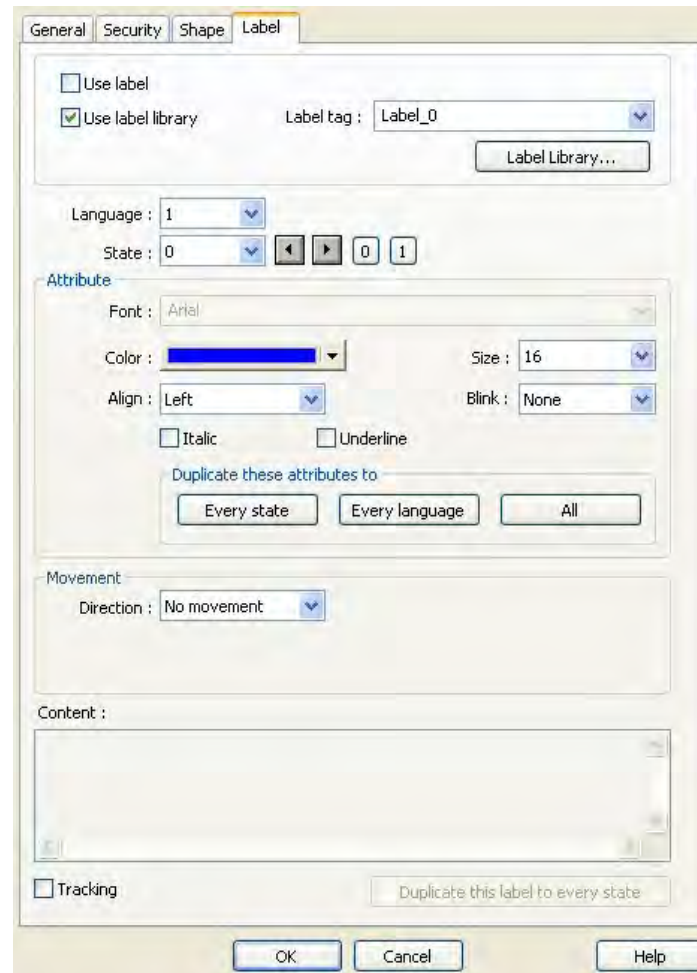 General Security Shape Label
Use label
Use label library Label tag : Label_0
Label Library...
Language : 1
State : 0 0 1
Attribute
Font : Arial
Color : Size : 16
Align : Left Blink : None
Italic Underline
Duplicate these attributes to
Every state Every language All
Movement
Direction : No movement
Content :
Tracking Duplicate this label to every state
OK Cancel Help